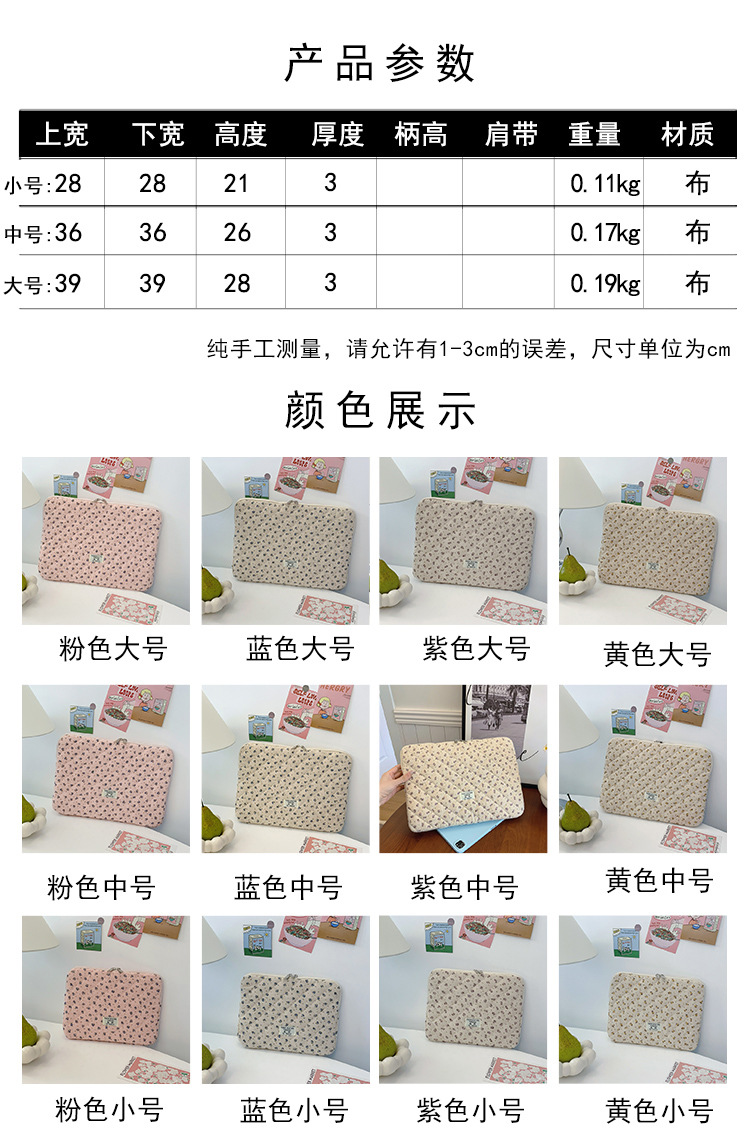 产品参数
上宽 下宽 高度 厚度 柄高 肩带 重量 材质
小号:28 28 21 3 0.11kg 布
中号:36 36 26 3 0.17kg 布
大号:39 39 28 3 0.19kg 布
纯手工测量，请允许有1-3cm的误差，尺寸单位为cm
颜色展示
粉色大号 蓝色大号 紫色大号 黄色大号
粉色中号 蓝色中号 紫色中号 黄色中号
粉色小号 蓝色小号 紫色小号 黄色小号